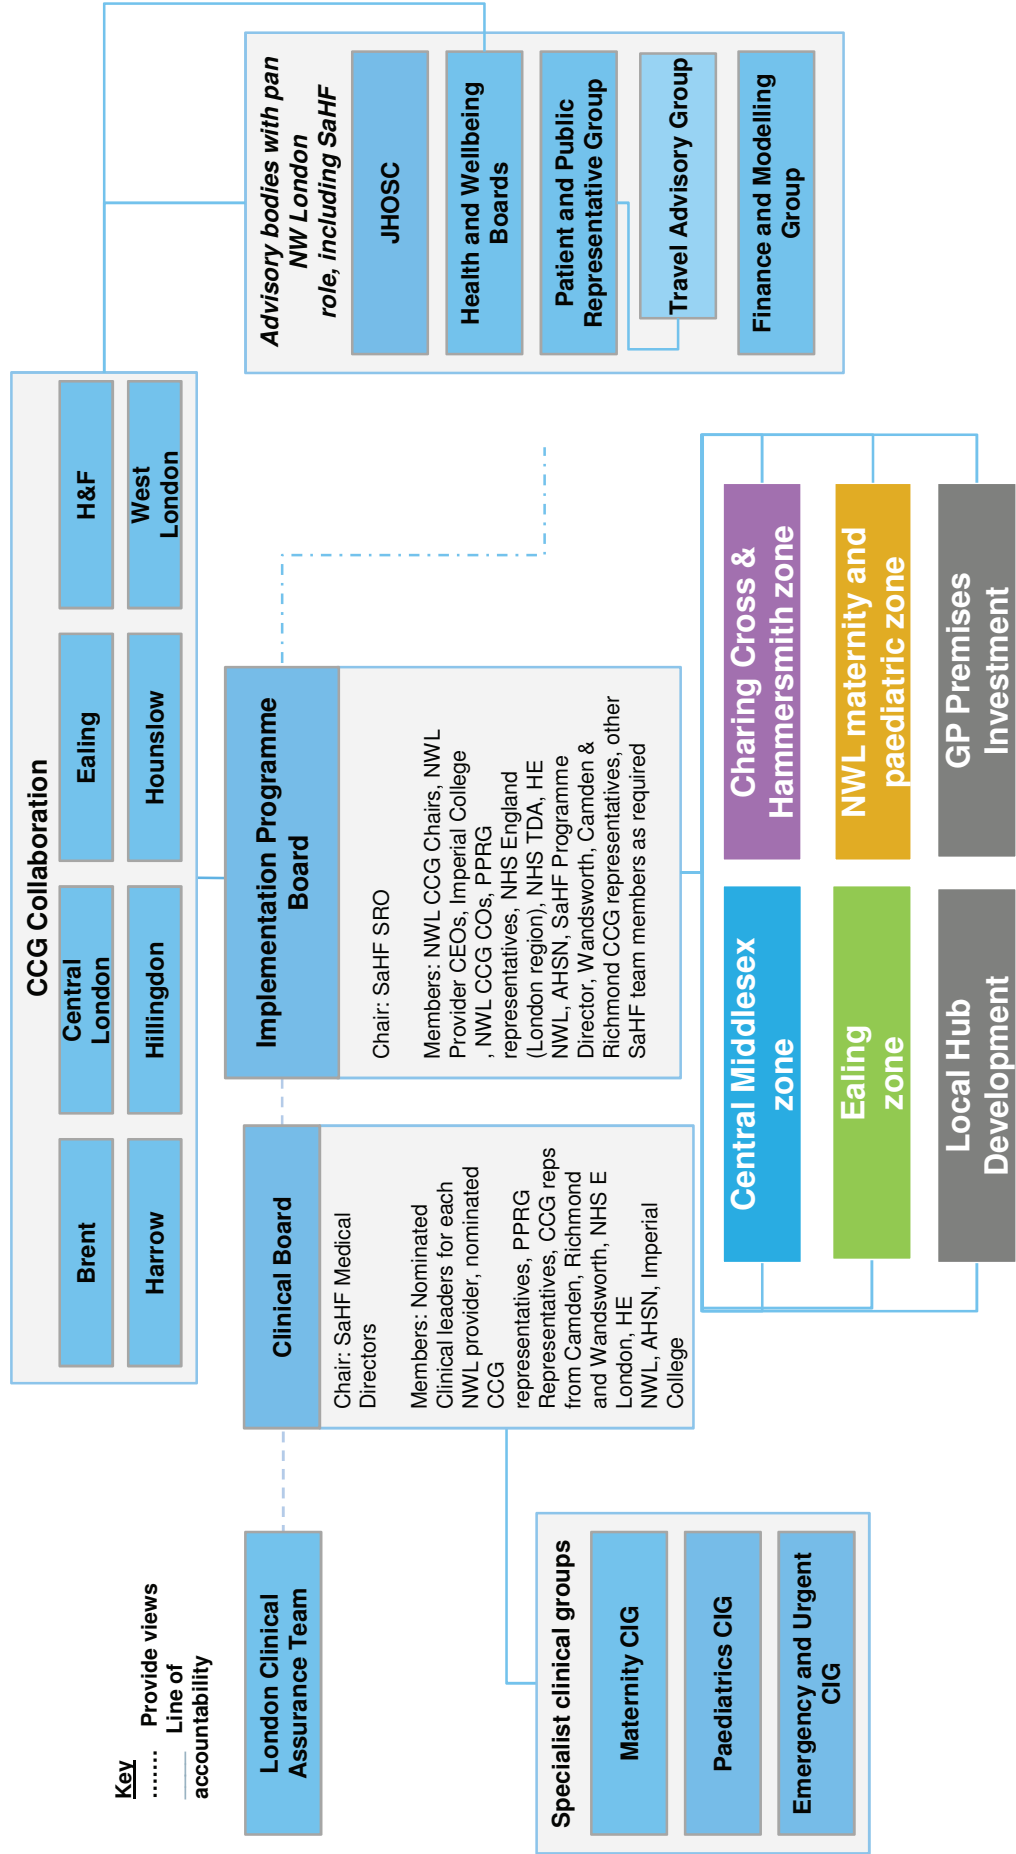 CCG Collaboration
Brent
Central
London
Ealing
H&F
Harrow
Hillingdon
Hounslow
West
London
Key
...... Provide views
Line of
accountability
London Clinical
Assurance Team
Clinical Board
Chair: SaHF Medical
Directors
Members: Nominated
Clinical leaders for each
NWL provider, nominated
CCG
representatives, PPRG
Representatives, CCG reps
from Camden, Richmond
and Wandsworth, NHS E
London, HE
NWL, AHSN, Imperial
College
Implementation Programme
Board
Chair: SaHF SRO
Members: NWL CCG Chairs, NWL
Provider CEOs, Imperial College
, NWL CCG COs, PPRG
representatives, NHS England
(London region), NHS TDA, HE
NWL, AHSN, SaHF Programme
Director, Wandsworth, Camden &
Richmond CCG representatives, other
SaHF team members as required
Advisory bodies with pan
NW London
role, including SaHF
JHOSC
Health and Wellbeing
Boards
Patient and Public
Representative Group
Travel Advisory Group
Finance and Modelling
Group
Specialist clinical groups
Maternity CIG
Paediatrics CIG
Emergency and Urgent
CIG
Central Middlesex
zone
Charing Cross &
Hammersmith zone
Ealing
zone
NWL maternity and
paediatric zone
Local Hub
Development
GP Premises
Investment